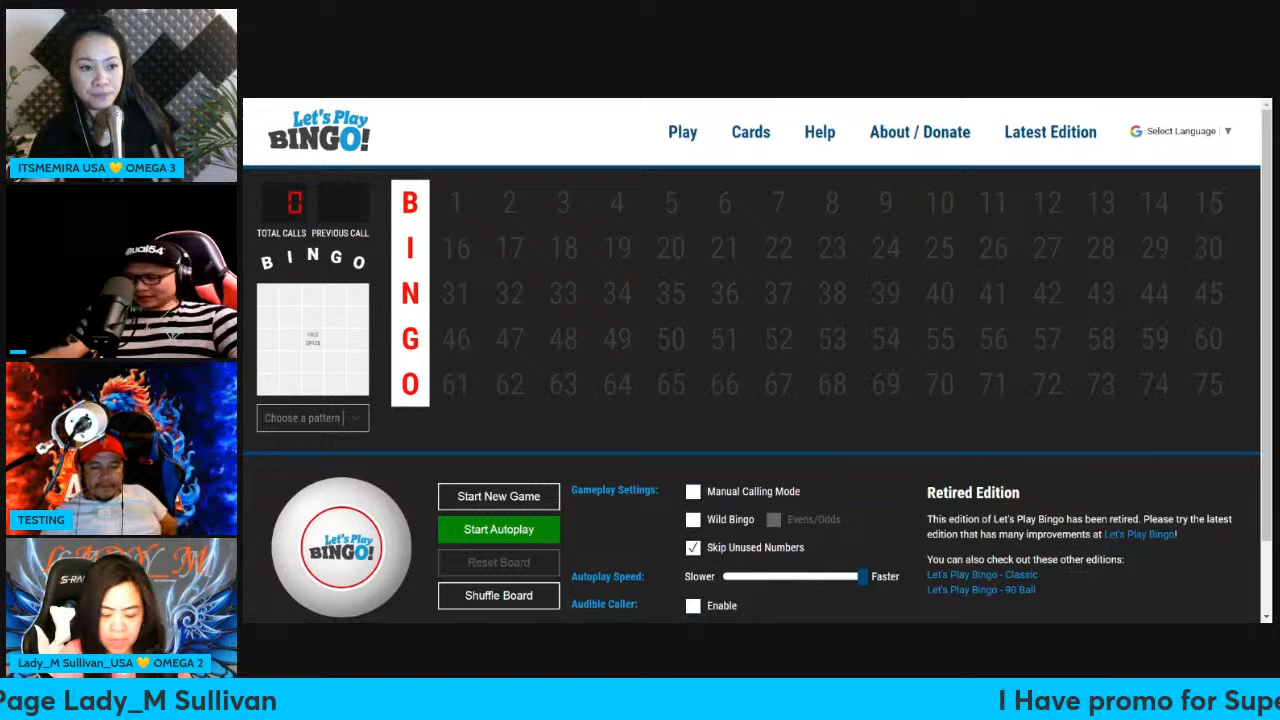 ITSMEMIRA USA 💛 OMEGA 3
TESTING
Lady_M Sullivan_USA 💛 OMEGA 2
Let's Play
BINGO!
Play Cards Help About / Donate Latest Edition
G Select Language ▼
0
TOTAL CALLS PREVIOUS CALL
B I N G O
FREE
SPACE
Choose a pattern
B 1 2 3 4 5 6 7 8 9 10 11 12 13 14 15
I 16 17 18 19 20 21 22 23 24 25 26 27 28 29 30
N 31 32 33 34 35 36 37 38 39 40 41 42 43 44 45
G 46 47 48 49 50 51 52 53 54 55 56 57 58 59 60
O 61 62 63 64 65 66 67 68 69 70 71 72 73 74 75
Let's Play
BINGO!
Start New Game
Start Autoplay
Reset Board
Shuffle Board
Gameplay Settings:
Manual Calling Mode
Wild Bingo Evens/Odds
Skip Unused Numbers
Autoplay Speed: Slower Faster
Audible Caller: Enable
Retired Edition
This edition of Let's Play Bingo has been retired. Please try the latest
edition that has many improvements at Let's Play Bingo!
You can also check out these other editions:
Let's Play Bingo - Classic
Let's Play Bingo - 90 Ball
Page Lady_M Sullivan
I Have promo for Supe